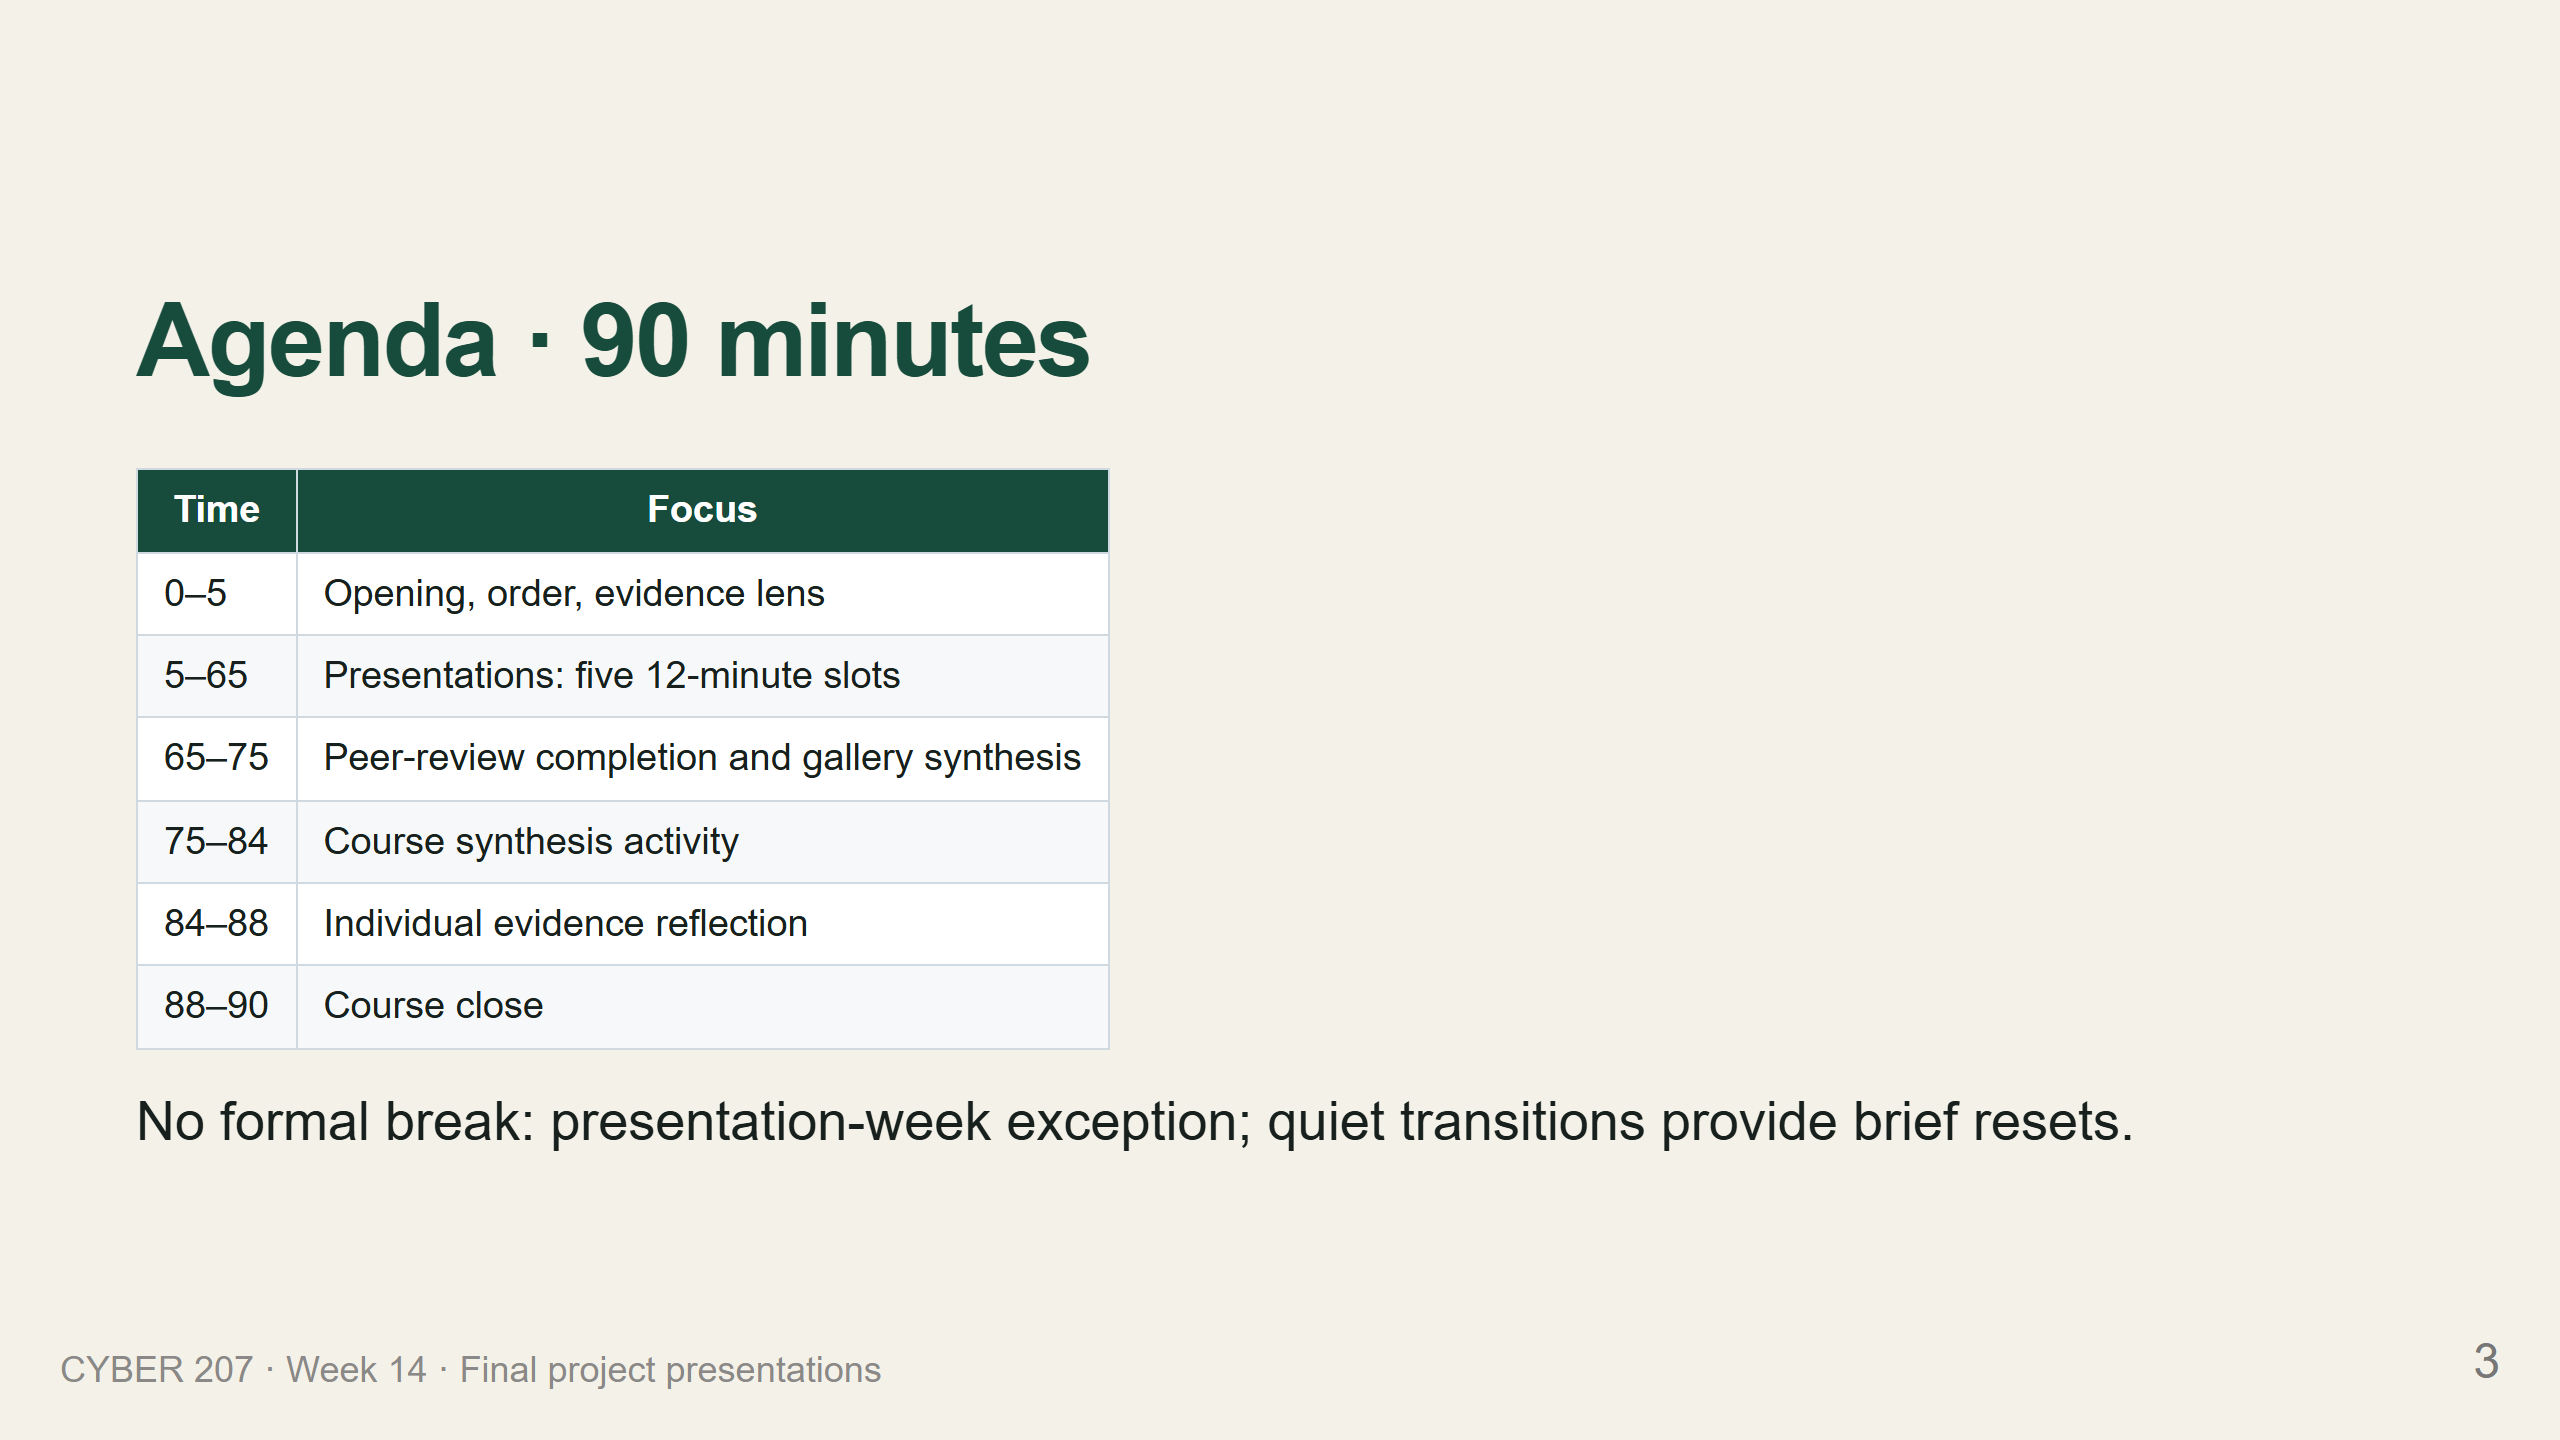 Agenda · 90 minutes
Time Focus
0–5 Opening, order, evidence lens
5–65 Presentations: five 12-minute slots
65–75 Peer-review completion and gallery synthesis
75–84 Course synthesis activity
84–88 Individual evidence reflection
88–90 Course close
No formal break: presentation-week exception; quiet transitions provide brief resets.
CYBER 207 · Week 14 · Final project presentations
3